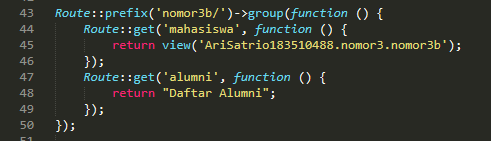 43 Route::prefix('nomor3b/')->group(function () {
44 Route::get('mahasiswa', function () {
45 return view('AriSatrio183510488.nomor3.nomor3b');
46 });
47 Route::get('alumni', function () {
48 return "Daftar Alumni";
49 });
50 });